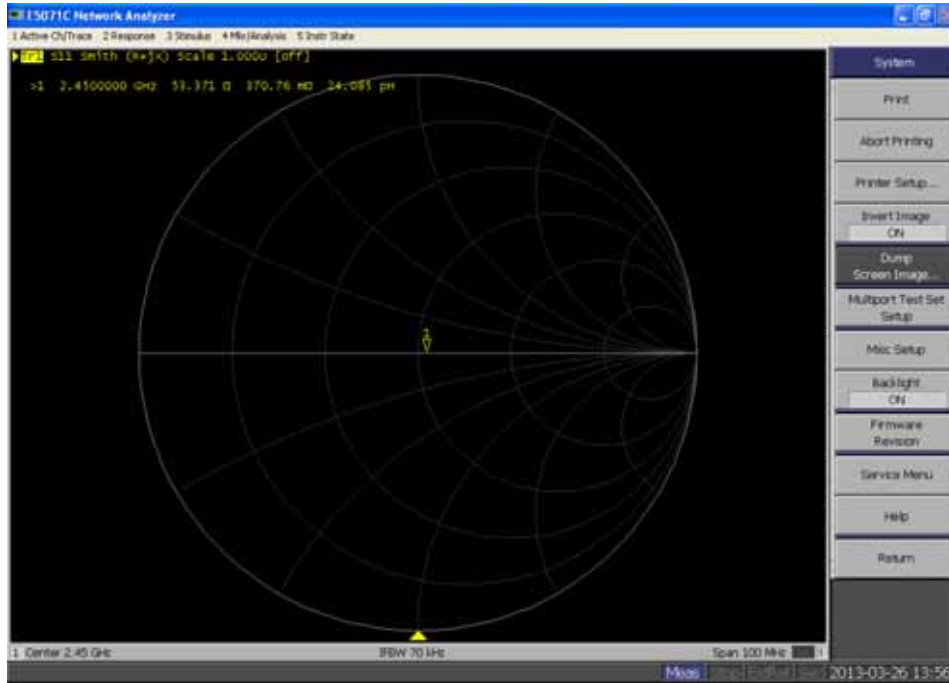 E5071C Network Analyzer
1 Active Ch/Trace 2 Response 3 Stimulus 4 Mkr/Analysis 5 Instr State
Tr1 S11 Smith (R+jX) Scale 1.000U [off]
>1 2.4500000 GHz 53.371 Ω 370.76 mΩ 24.085 pH
1
System
Print
Abort Printing
Printer Setup...
Invert Image
ON
Dump
Screen Image...
Multiport Test Set
Setup
Misc Setup
Backlight
ON
Firmware
Revision
Service Menu
Help
Return
1 Center 2.45 GHz IFBW 70 kHz Span 100 MHz
Meas 2013-03-26 13:56